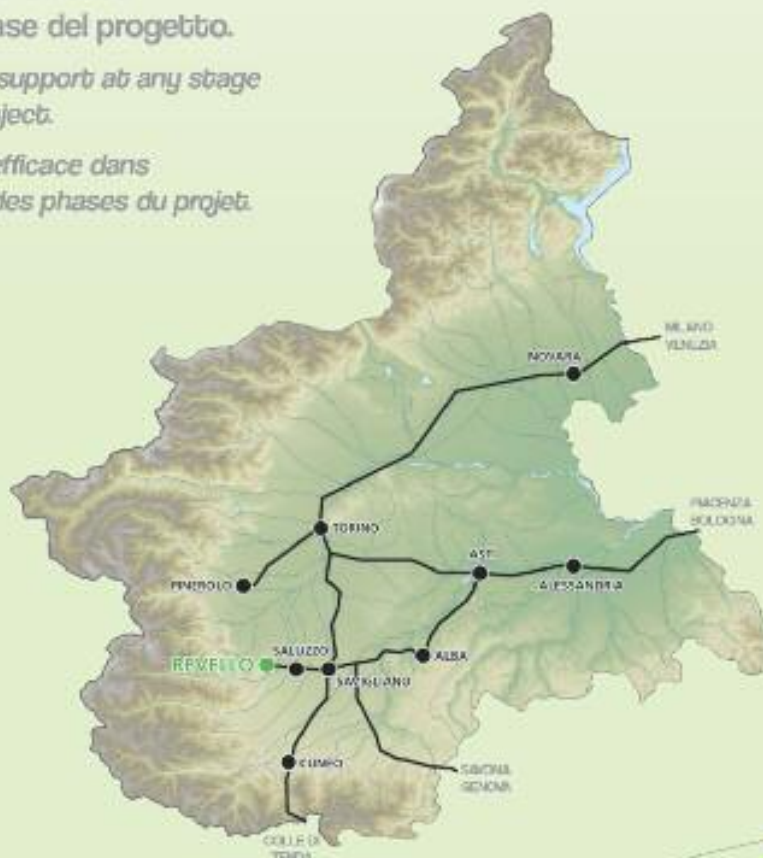 ase del progetto.
support at any stage
ject.
efficace dans
des phases du projet.
MILANO
VENEZIA
NOVARA
PIACENZA
BOLOGNA
TORINO
ASTI
PINEROLO
ALESSANDRIA
SALUZZO
REVELLO
ALBA
SAVIGLIANO
CUNEO
SAVONA
GENOVA
COLLE DI
TENDA